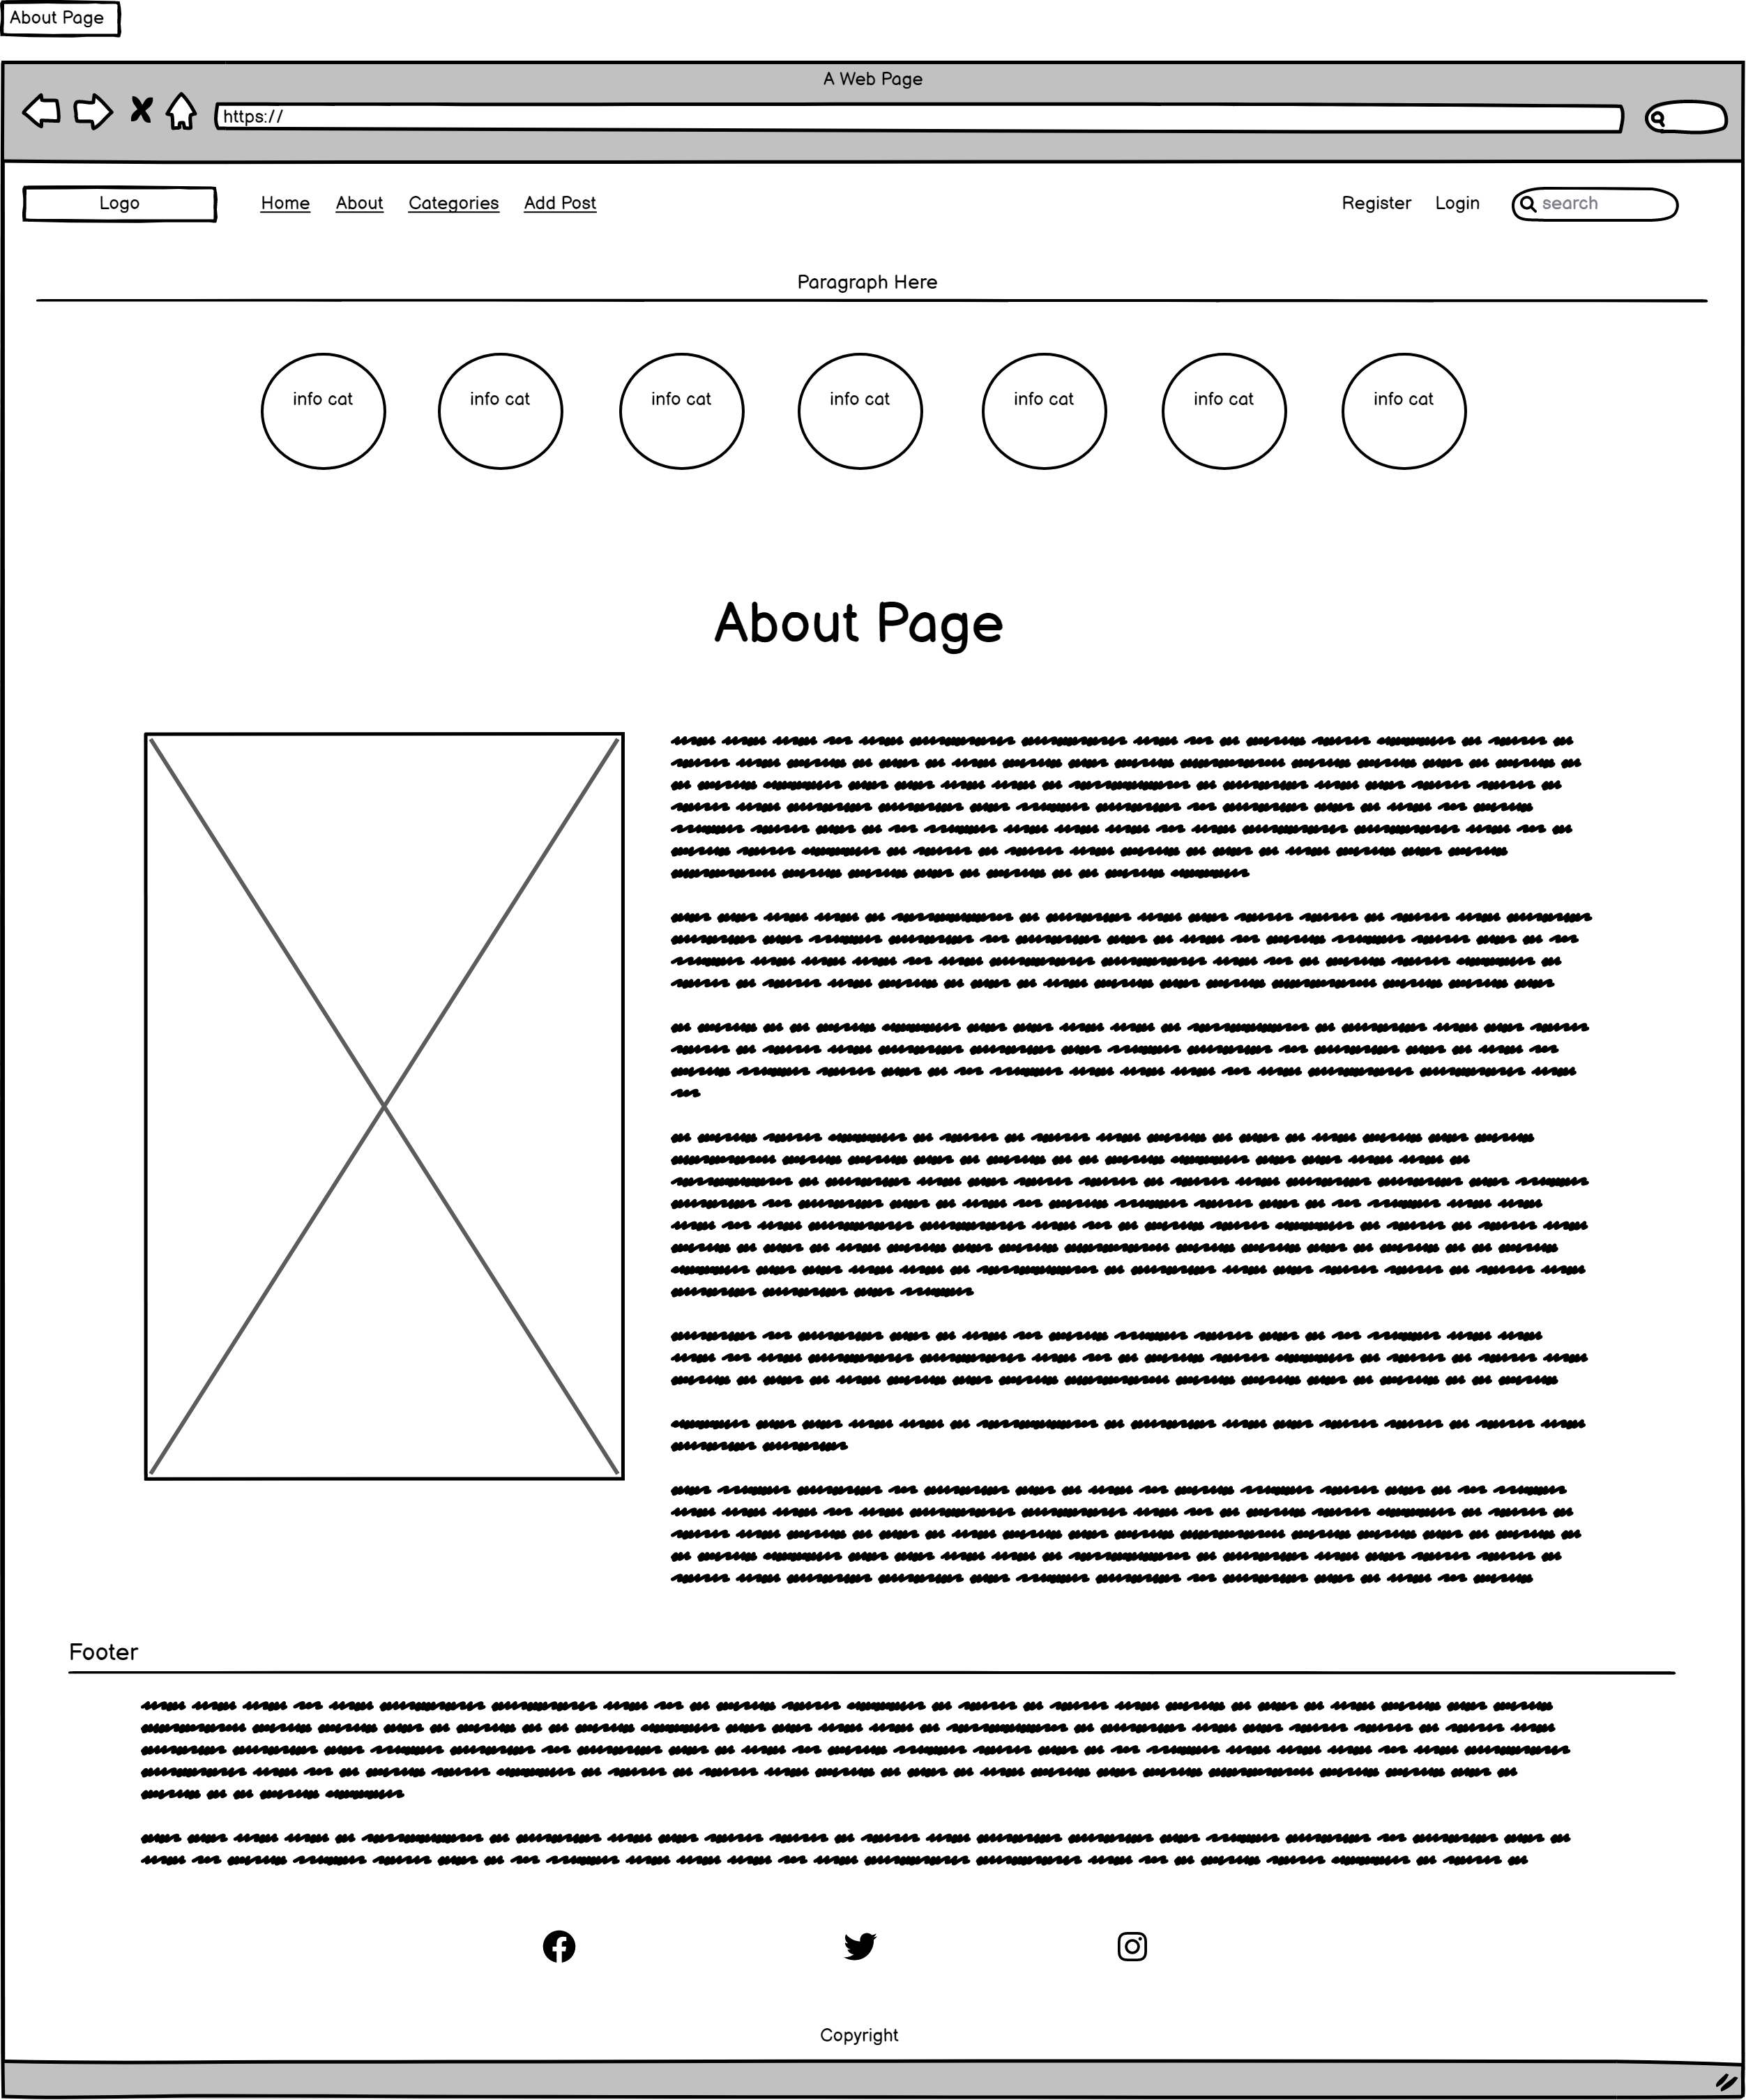 About Page
A Web Page
https://
Logo Home About Categories Add Post Register Login search
Paragraph Here
info cat info cat info cat info cat info cat info cat info cat
About Page
Footer
Copyright